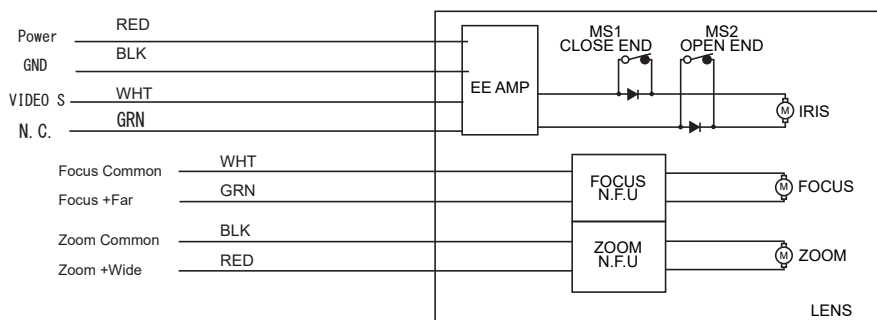 Power RED
GND BLK
VIDEO S WHT
N.C. GRN
EE AMP
MS1
CLOSE END
MS2
OPEN END
M IRIS
Focus Common WHT
Focus +Far GRN
FOCUS
N.F.U
M FOCUS
Zoom Common BLK
Zoom +Wide RED
ZOOM
N.F.U
M ZOOM
LENS